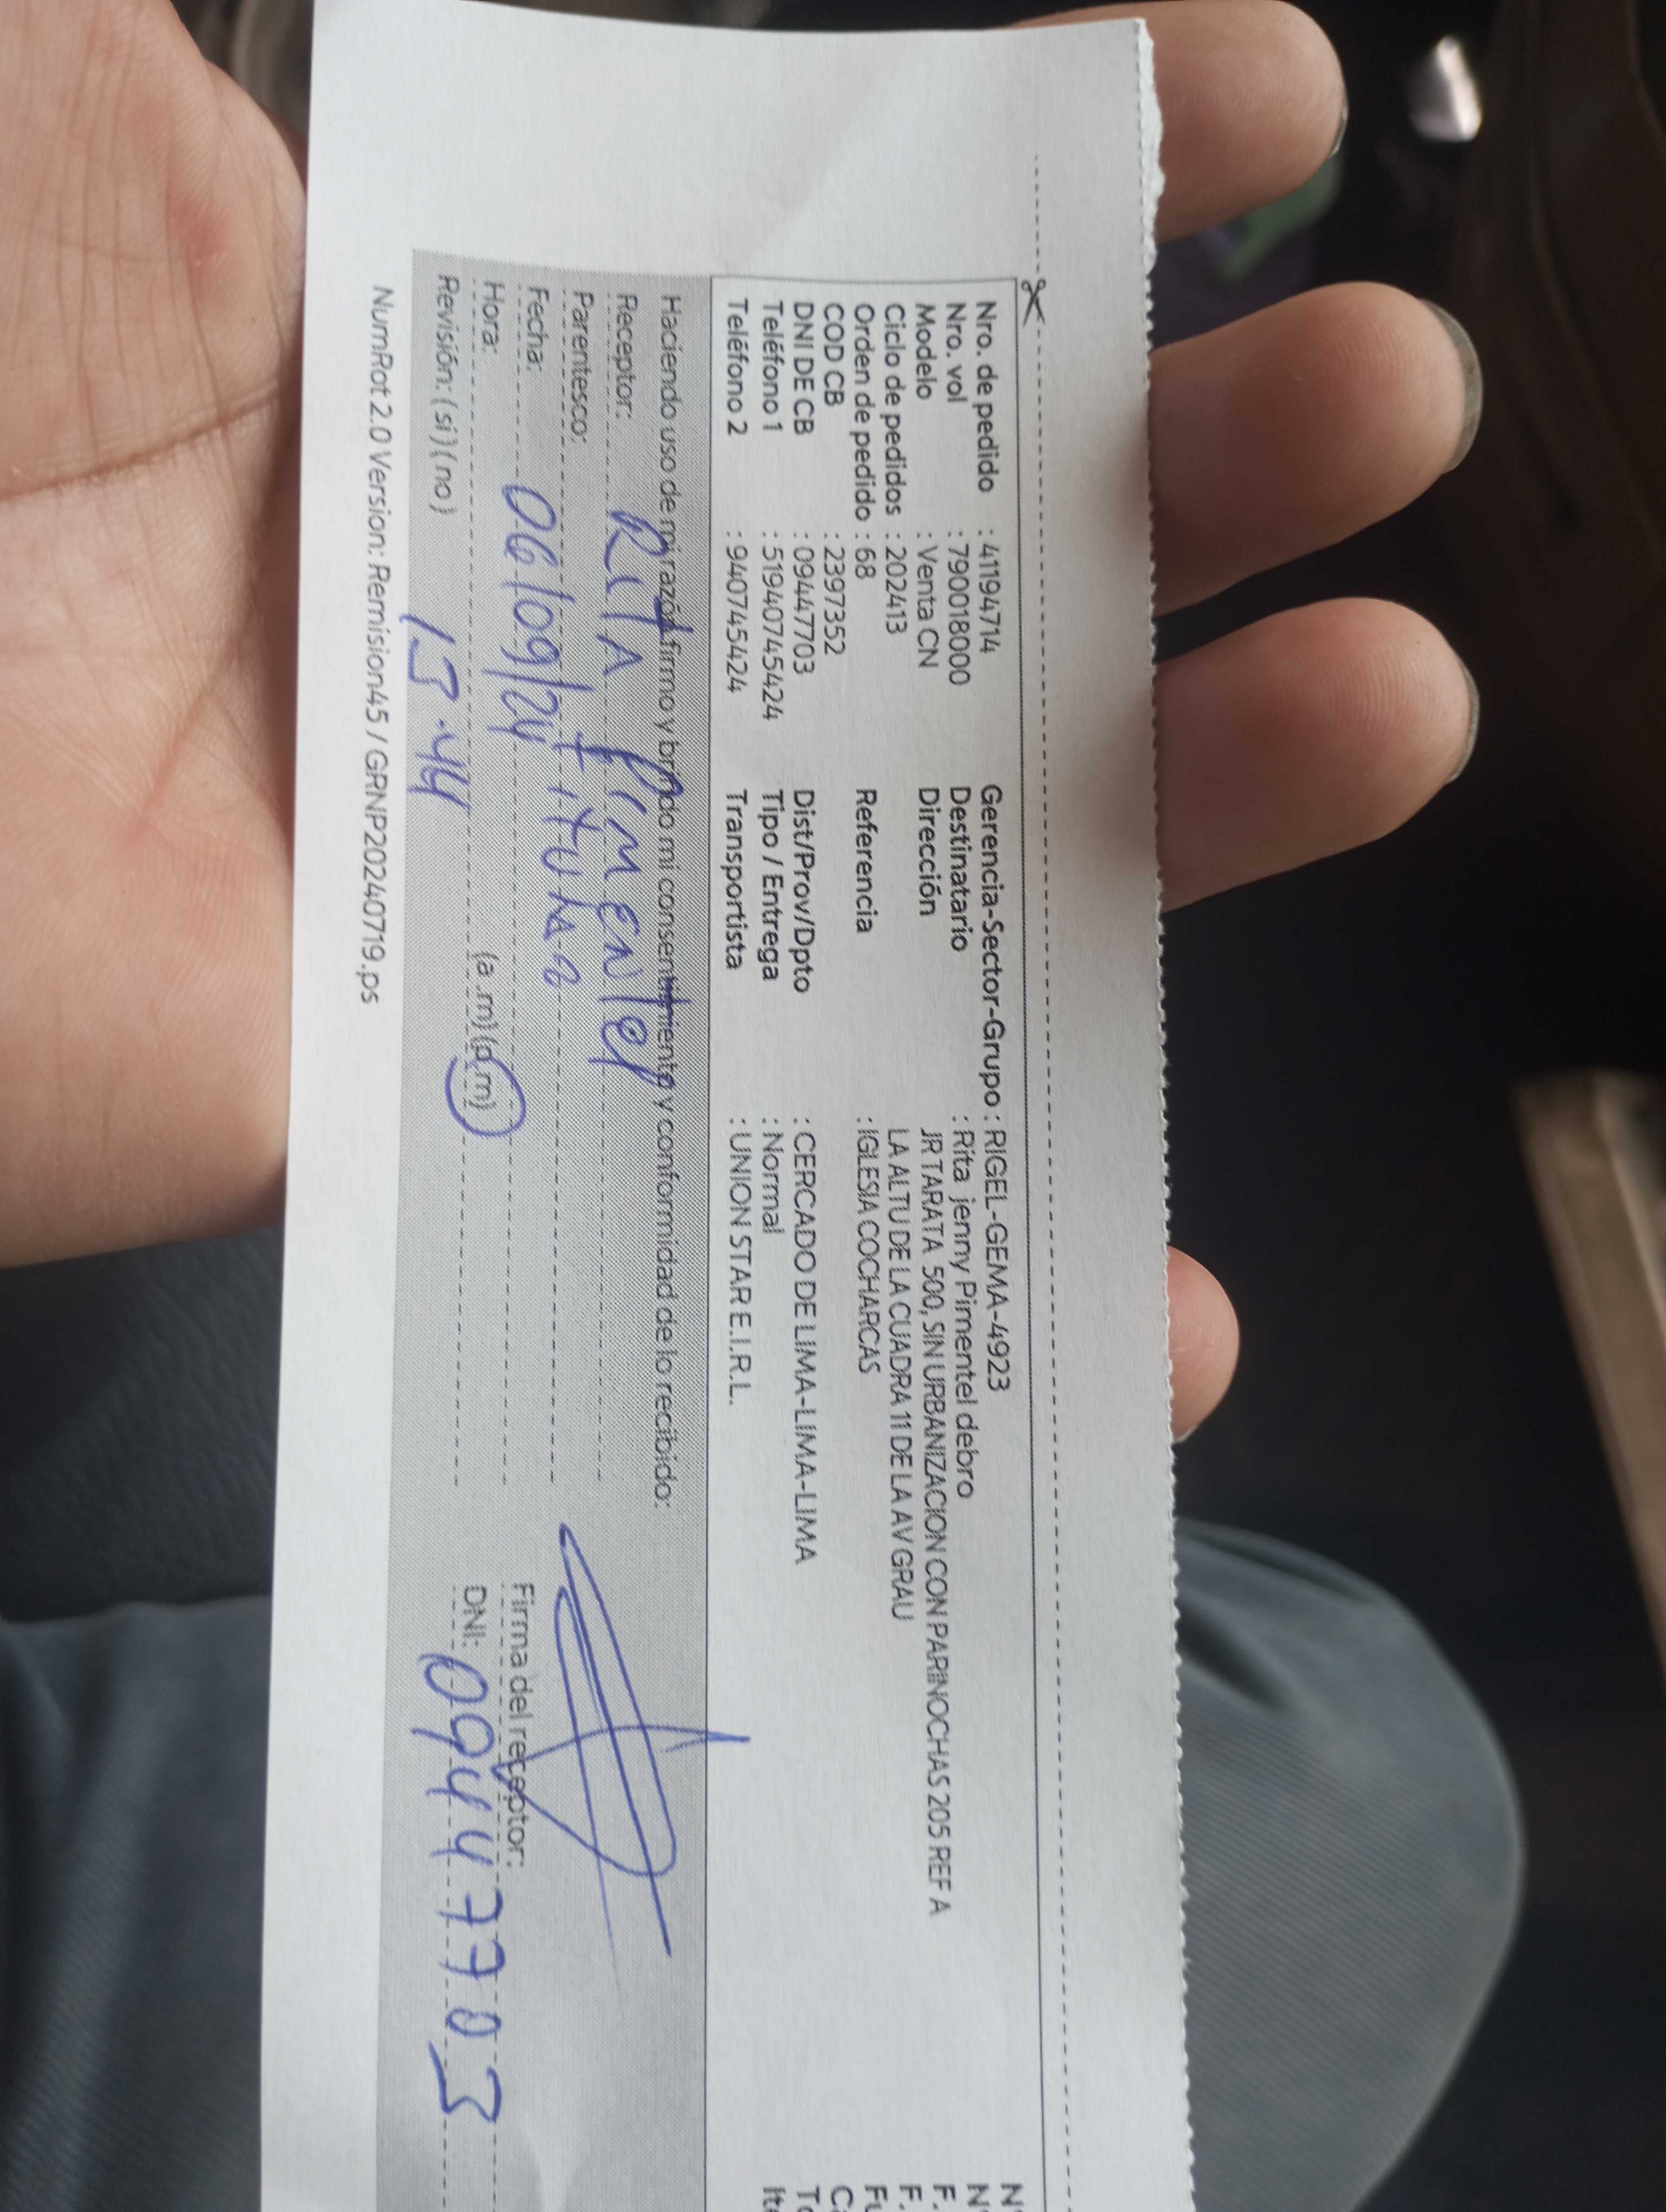 Nro. de pedido : 41194714
Nro. vol : 790018000
Modelo : Venta CN
Ciclo de pedidos : 202413
Orden de pedido : 68
COD CB : 2397352
DNI DE CB : 09447703
Teléfono 1 : 51940745424
Teléfono 2 : 940745424
Gerencia-Sector-Grupo : RIGEL-GEMA-4923
Destinatario : Rita jenny Pimentel debro
Dirección JR TARATA 500, SIN URBANIZACION CON PARINOCHAS 205 REF A
LA ALTU DE LA CUADRA 11 DE LA AV GRAU
Referencia : IGLESIA COCHARCAS
Dist/Prov/Dpto : CERCADO DE LIMA-LIMA-LIMA
Tipo / Entrega : Normal
Transportista : UNION STAR E.I.R.L.
Haciendo uso de mi razón firmo y brindo mi consentimiento y conformidad de lo recibido:
Receptor: RITA PIMENTEL
Parentesco: titular
Fecha: 06/09/24
Hora: 13.44 (a .m) (p.m)
Revisión: ( si ) ( no )
Firma del receptor:
DNI: 09447703
NumRot 2.0 Version: Remision45 / GRNP20240719.ps